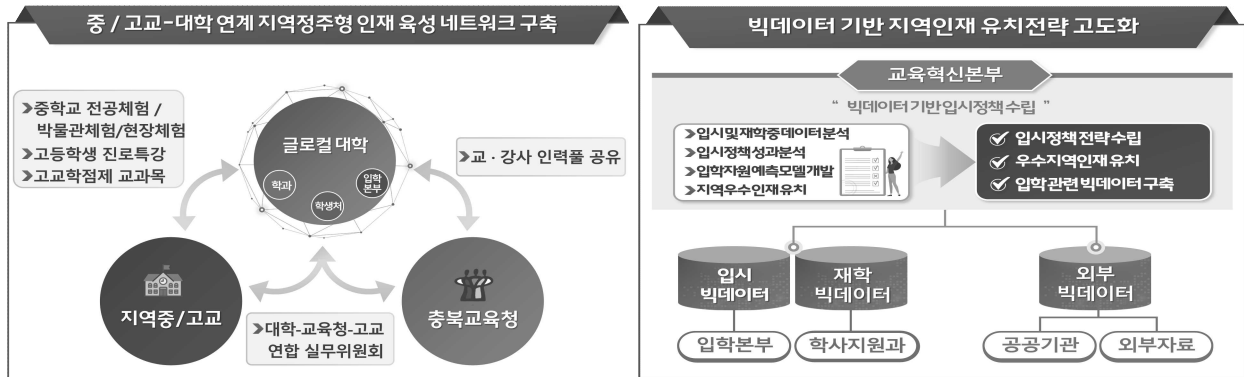 중 / 고교-대학 연계 지역정주형 인재 육성 네트워크 구축
➤중학교 전공체험 /
박물관체험/현장체험
➤고등학생 진로특강
➤고교학점제 교과목
글로컬 대학
학과
학생처
입학
본부
➤교 · 강사 인력풀 공유
지역중/고교
➤대학-교육청-고교
연합 실무위원회
충북교육청
빅데이터 기반 지역인재 유치전략 고도화
교육혁신본부
“ 빅데이터 기반 입시정책 수립 ”
➤입시 및 재학중 데이터 분석
➤입시정책 성과 분석
➤입학자원 예측모델 개발
➤지역우수인재 유치
입시정책 전략 수립
우수지역인재 유치
입학관련 빅데이터 구축
입시
빅데이터
재학
빅데이터
외부
빅데이터
입학본부
학사지원과
공공기관
외부자료